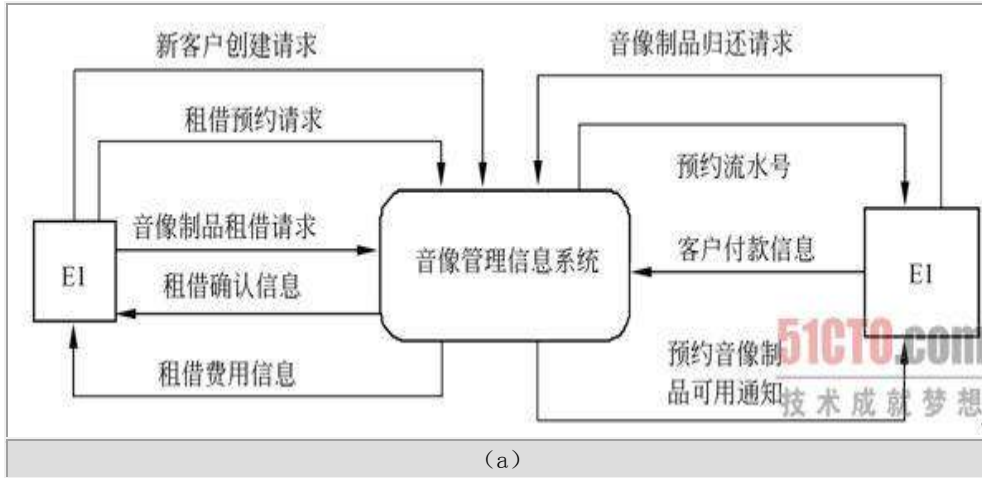 新客户创建请求
音像制品归还请求
租借预约请求
预约流水号
音像制品租借请求
音像管理信息系统
客户付款信息
E1
E1
租借确认信息
预约音像制
品可用通知
租借费用信息
51CTO.com
技术成就梦想
(a)